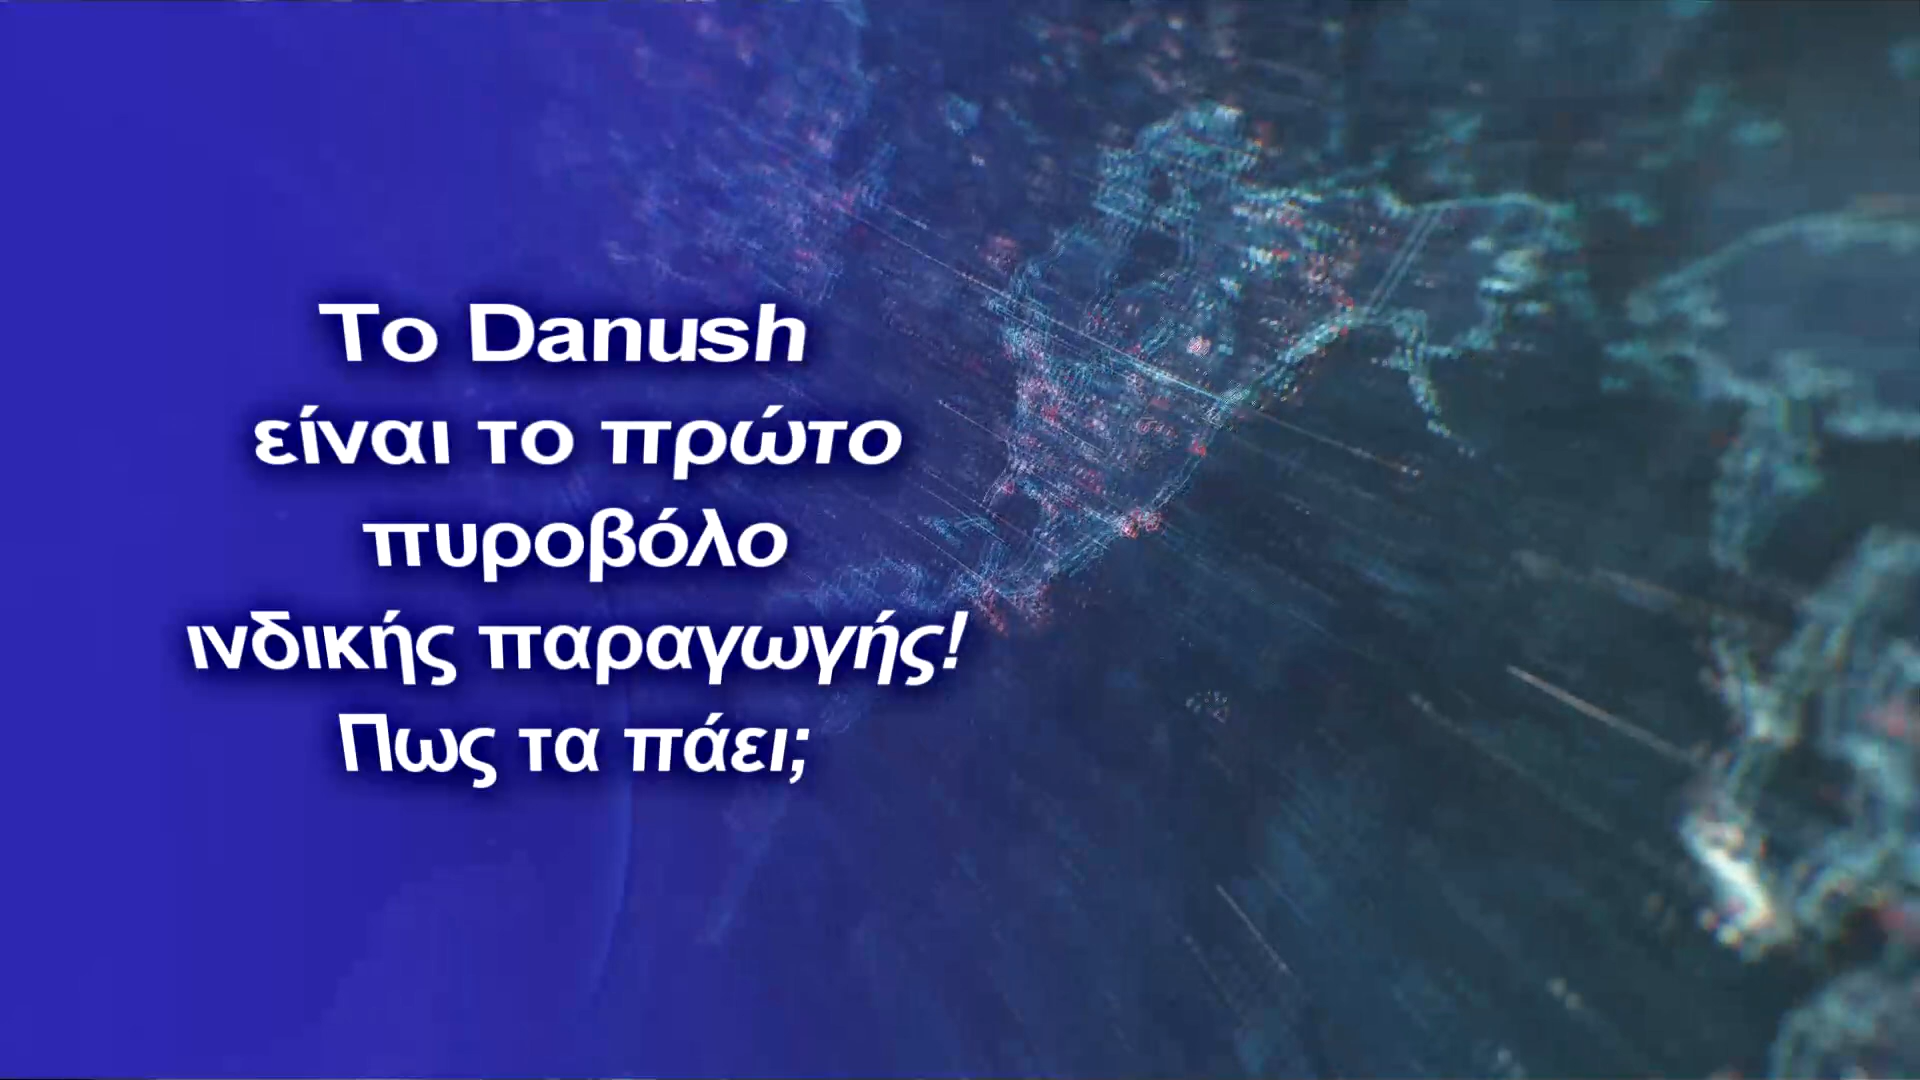 Το Danush
είναι το πρώτο
πυροβόλο
ινδικής παραγωγής!
Πως τα πάει;